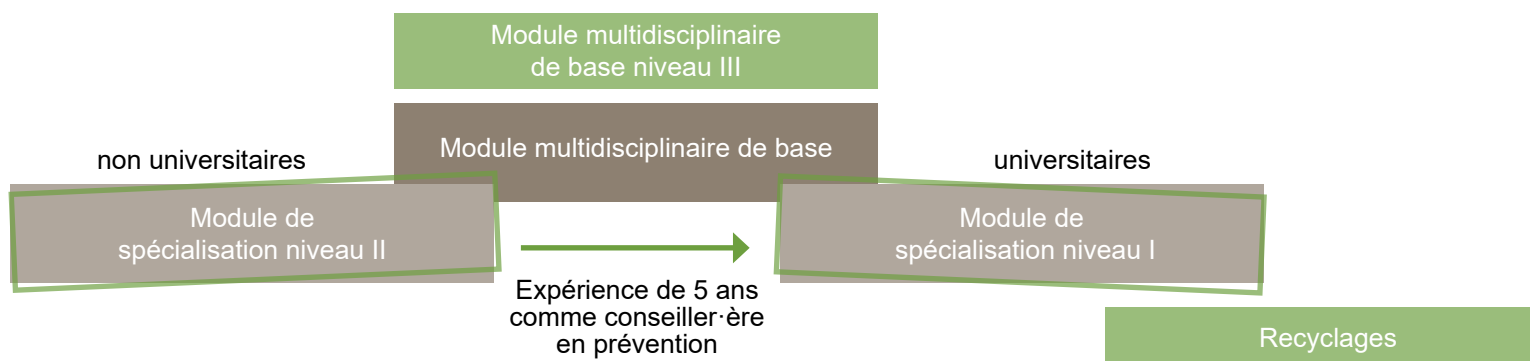 Module multidisciplinaire
de base niveau III
Module multidisciplinaire de base
non universitaires
universitaires
Module de
spécialisation niveau II
Module de
spécialisation niveau I
Expérience de 5 ans
comme conseiller·ère
en prévention
Recyclages